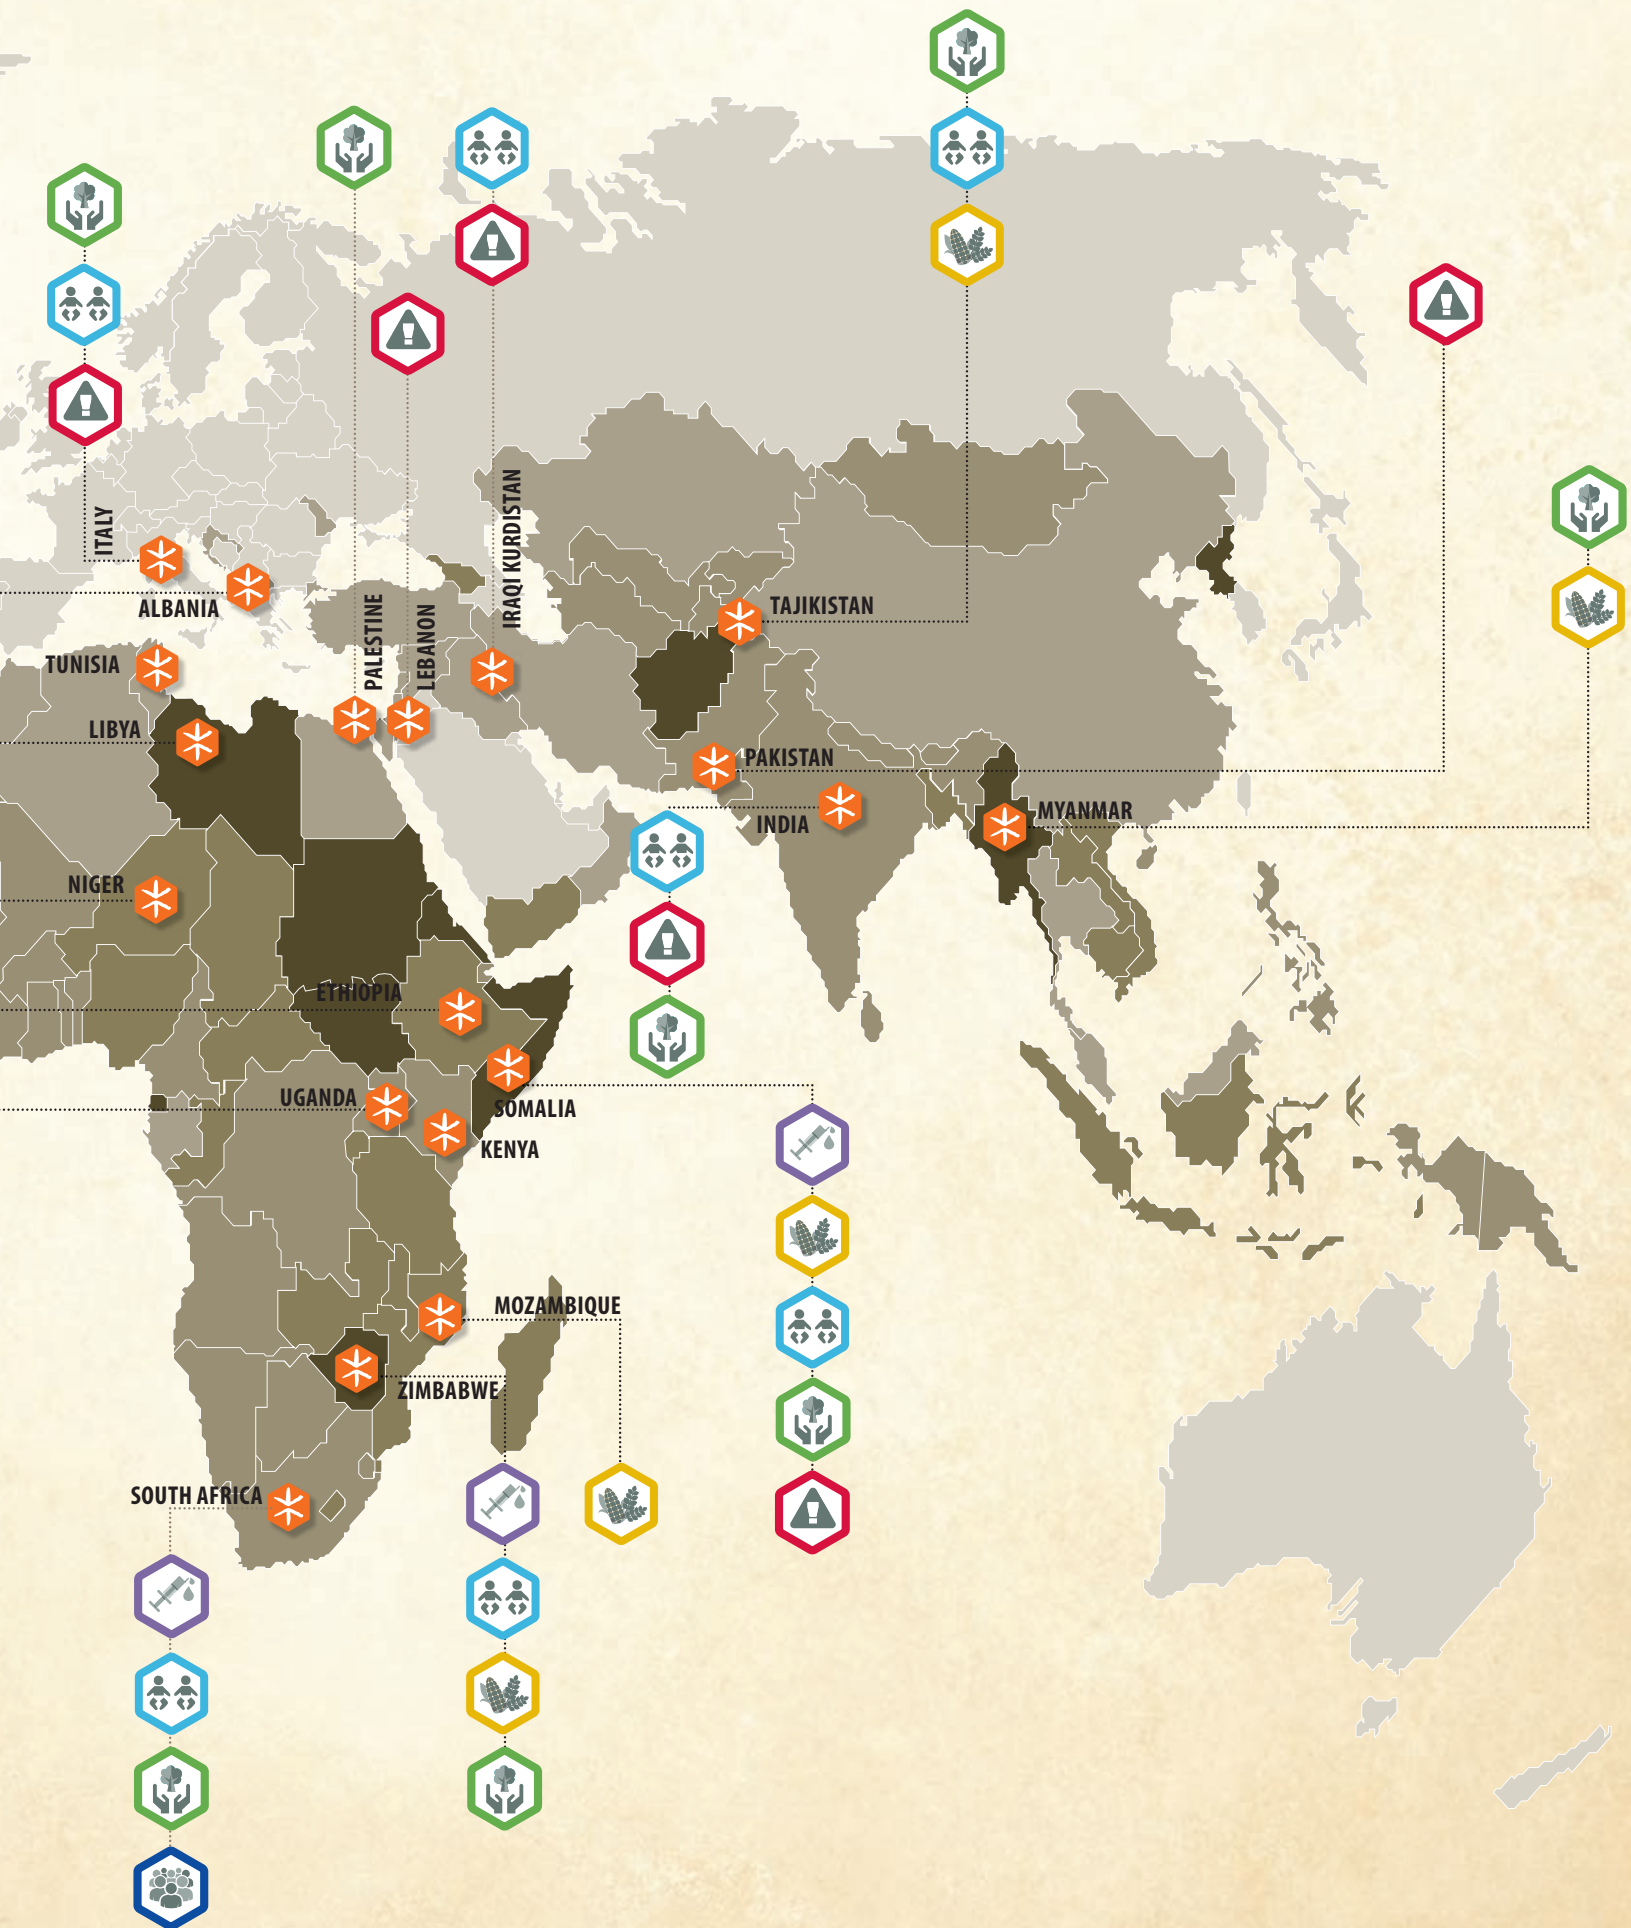 ITALY
ALBANIA
TUNISIA
LIBYA
PALESTINE
LEBANON
IRAQI KURDISTAN
TAJIKISTAN
PAKISTAN
INDIA
MYANMAR
NIGER
ETHIOPIA
UGANDA
SOMALIA
KENYA
MOZAMBIQUE
ZIMBABWE
SOUTH AFRICA